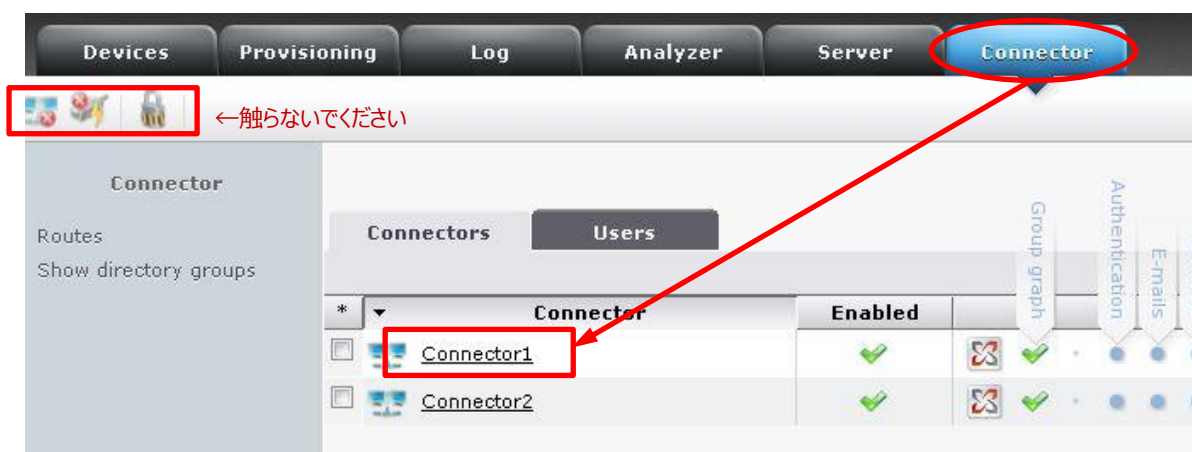 Devices Provisioning Log Analyzer Server Connector
←触らないでください
Connector
Routes
Show directory groups
Connectors Users
Group graph
Authentication
E-mails
* Connector Enabled
Connector1
Connector2